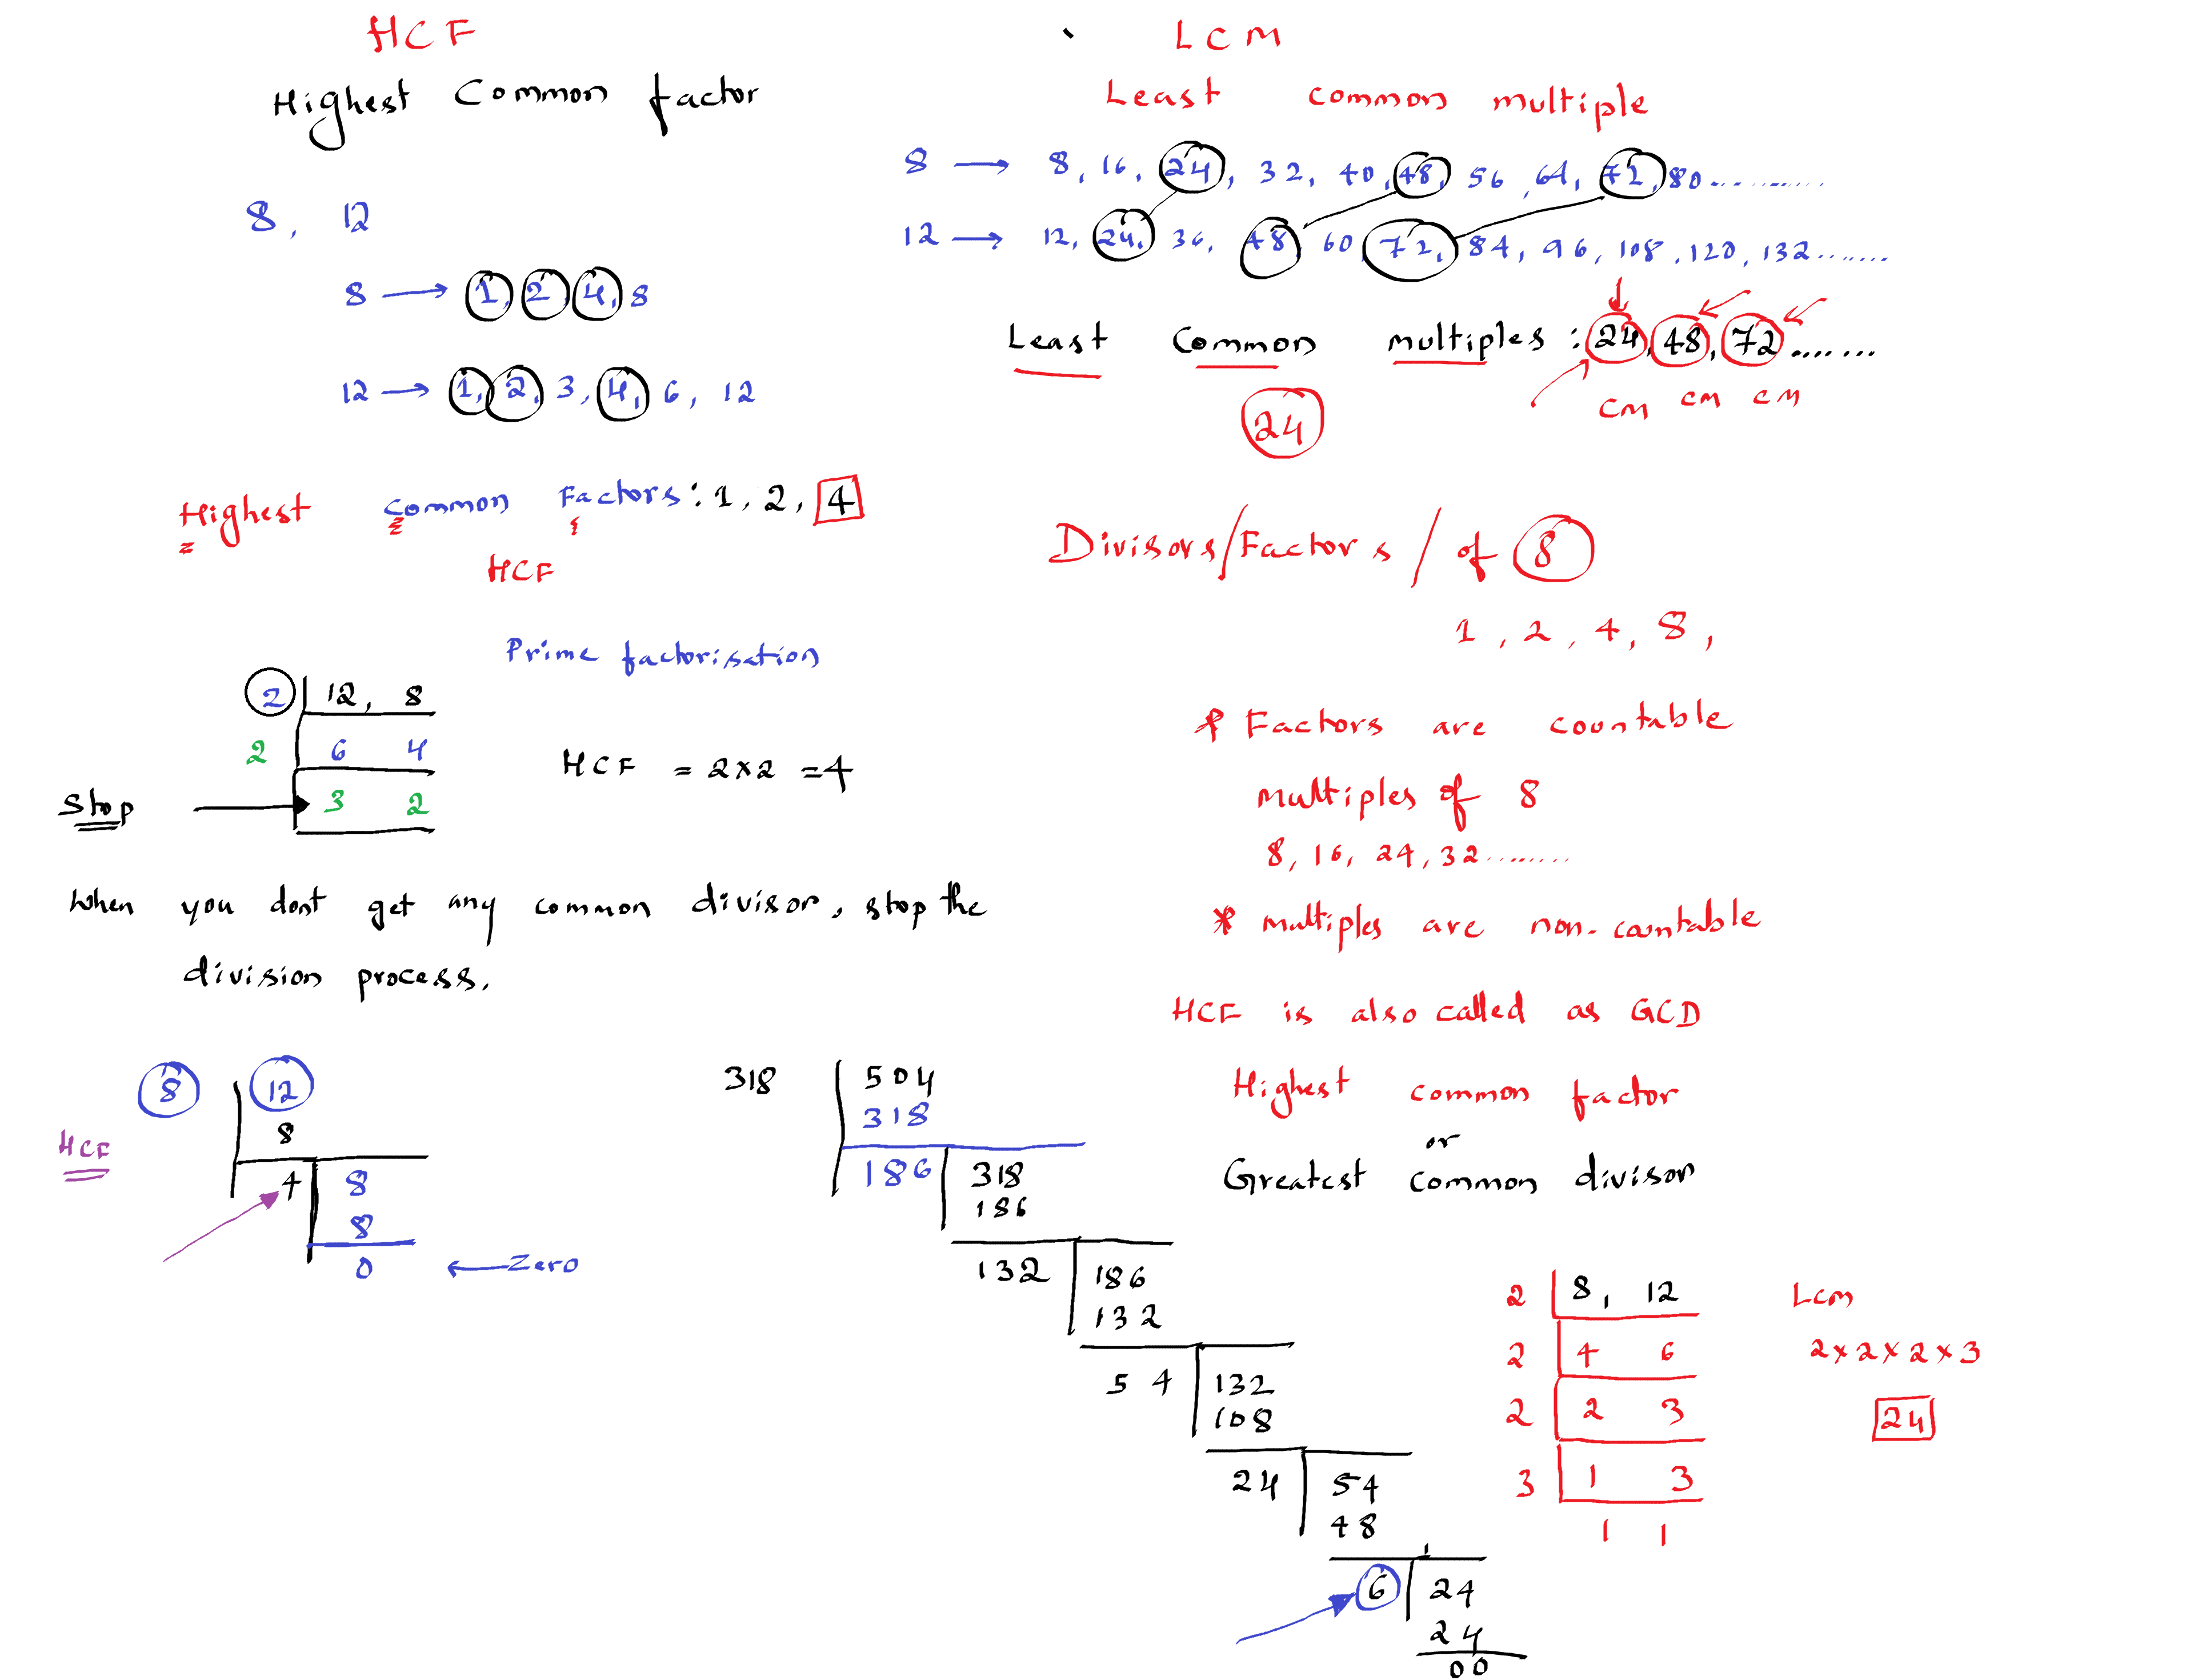 HCF
Highest Common factor
8, 12
8 → 1, 2, 4, 8
12 → 1, 2, 3, 4, 6, 12
Highest Common Factors: 1, 2, 4
HCF
Prime factorisation
2 | 12, 8
2 | 6 4
Stop → 3 2
HCF = 2×2 = 4
When you dont get any common divisor, stop the
division process.
8 | 12
8
HCF
4 | 8
8
0 ← Zero
318 | 504
318
186 | 318
186
132 | 186
132
54 | 132
108
24 | 54
48
6 | 24
24
00
LCM
Least common multiple
8 → 8, 16, 24, 32, 40, 48, 56, 64, 72, 80...........
12 → 12, 24, 36, 48, 60, 72, 84, 96, 108, 120, 132.......
Least Common multiples : 24, 48, 72.......
CM CM CM
24
Divisors/Factors / of 8
1, 2, 4, 8,
* Factors are countable
multiples of 8
8, 16, 24, 32.........
* multiples are non-countable
HCF is also called as GCD
Highest common factor
or
Greatest common divisor
2 | 8, 12
2 | 4 6
2 | 2 3
3 | 1 3
1 1
Lcm
2×2×2×3
24